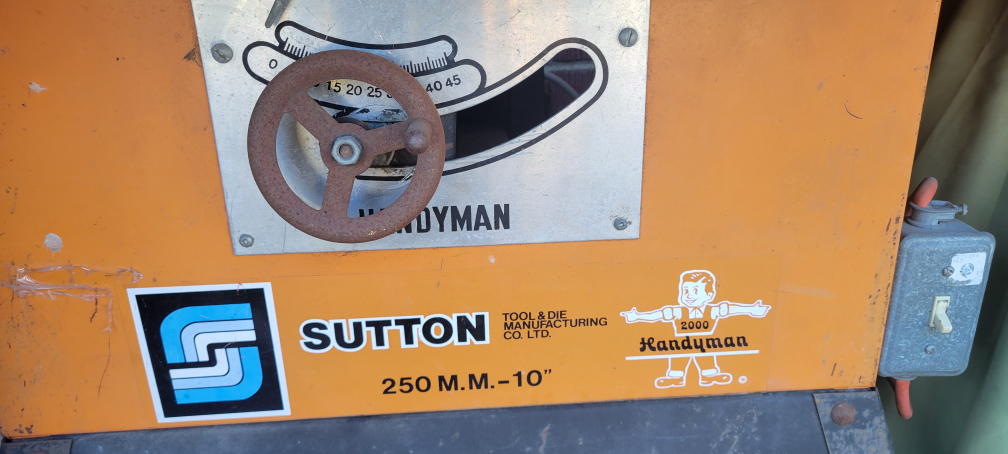 0 15 20 25 40 45
HANDYMAN
SUTTON
TOOL & DIE
MANUFACTURING
CO. LTD.
250 M.M.-10"
2000
Handyman